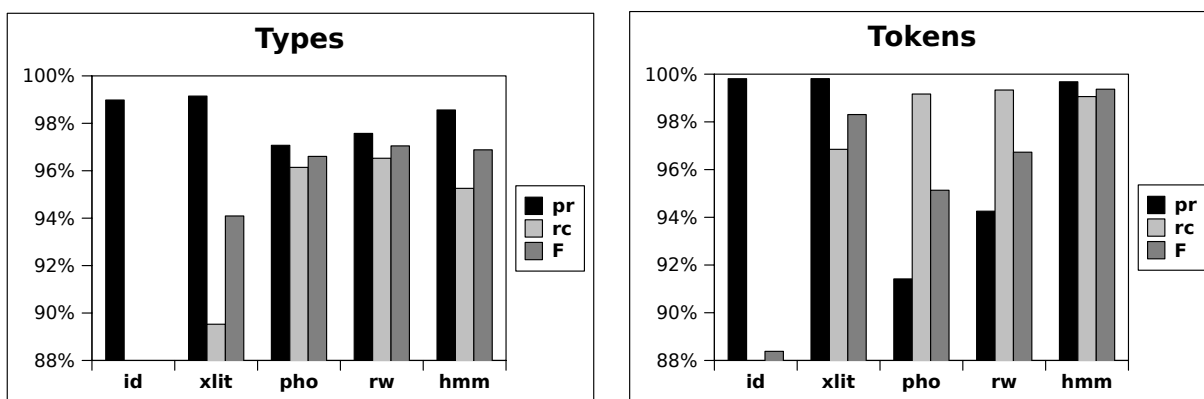 Types
100%
98%
96%
94%
92%
90%
88%
id xlit pho rw hmm
pr
rc
F
Tokens
100%
98%
96%
94%
92%
90%
88%
id xlit pho rw hmm
pr
rc
F